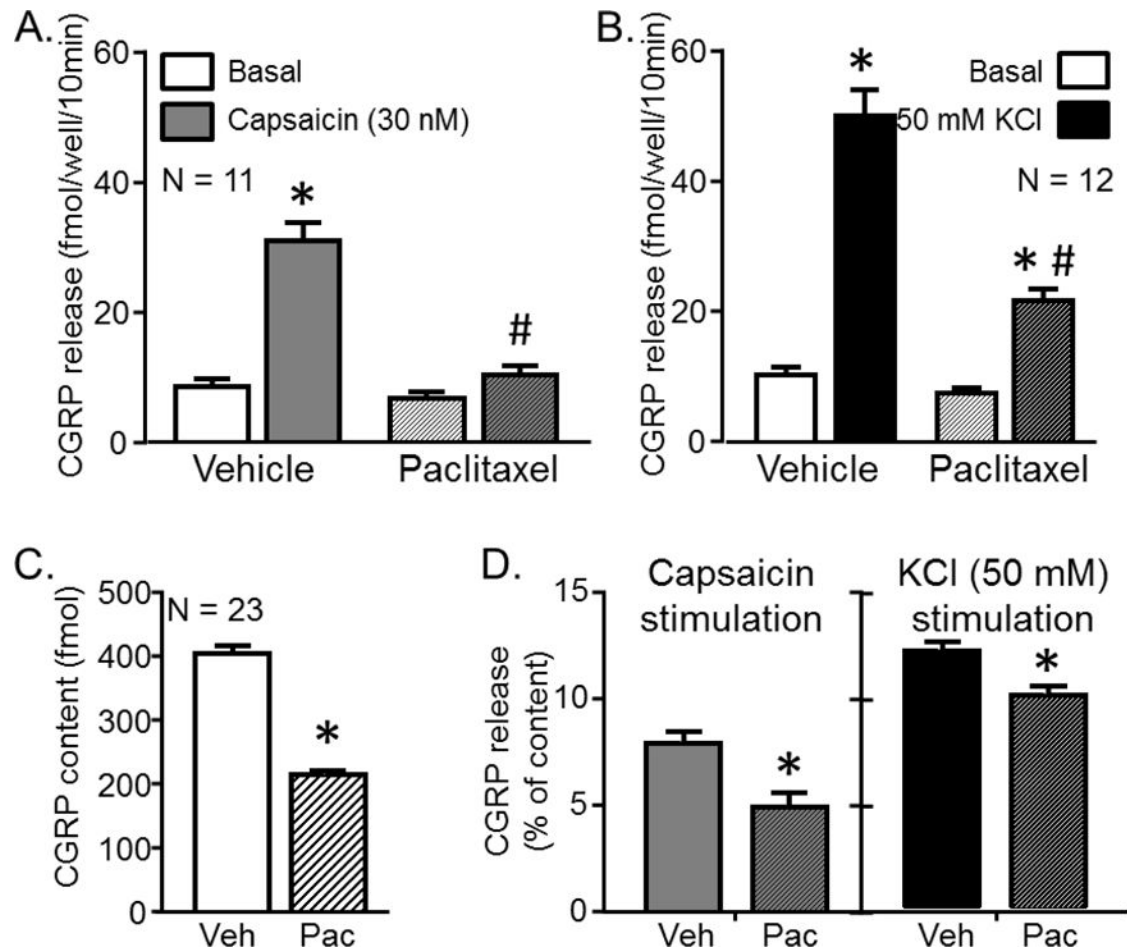 A.
CGRP release (fmol/well/10min)
60
40
20
0
Basal
Capsaicin (30 nM)
N = 11
*
#
Vehicle
Paclitaxel
B.
CGRP release (fmol/well/10min)
60
40
20
0
Basal
50 mM KCl
N = 12
*
* #
Vehicle
Paclitaxel
C.
CGRP content (fmol)
500
400
300
200
100
0
N = 23
*
Veh
Pac
D.
CGRP release
(% of content)
15
10
5
0
Capsaicin
stimulation
KCl (50 mM)
stimulation
*
*
Veh
Pac
Veh
Pac